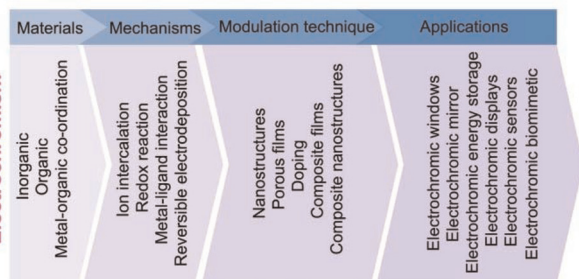 Materials
Mechanisms
Modulation technique
Applications
Inorganic
Organic
Metal-organic co-ordination
Ion intercalation
Redox reaction
Metal-ligand interaction
Reversible electrodeposition
Nanostructures
Porous films
Doping
Composite films
Composite nanostructures
Electrochromic windows
Electrochromic mirror
Electrochromic energy storage
Electrochromic displays
Electrochromic sensors
Electrochromic biomimetic